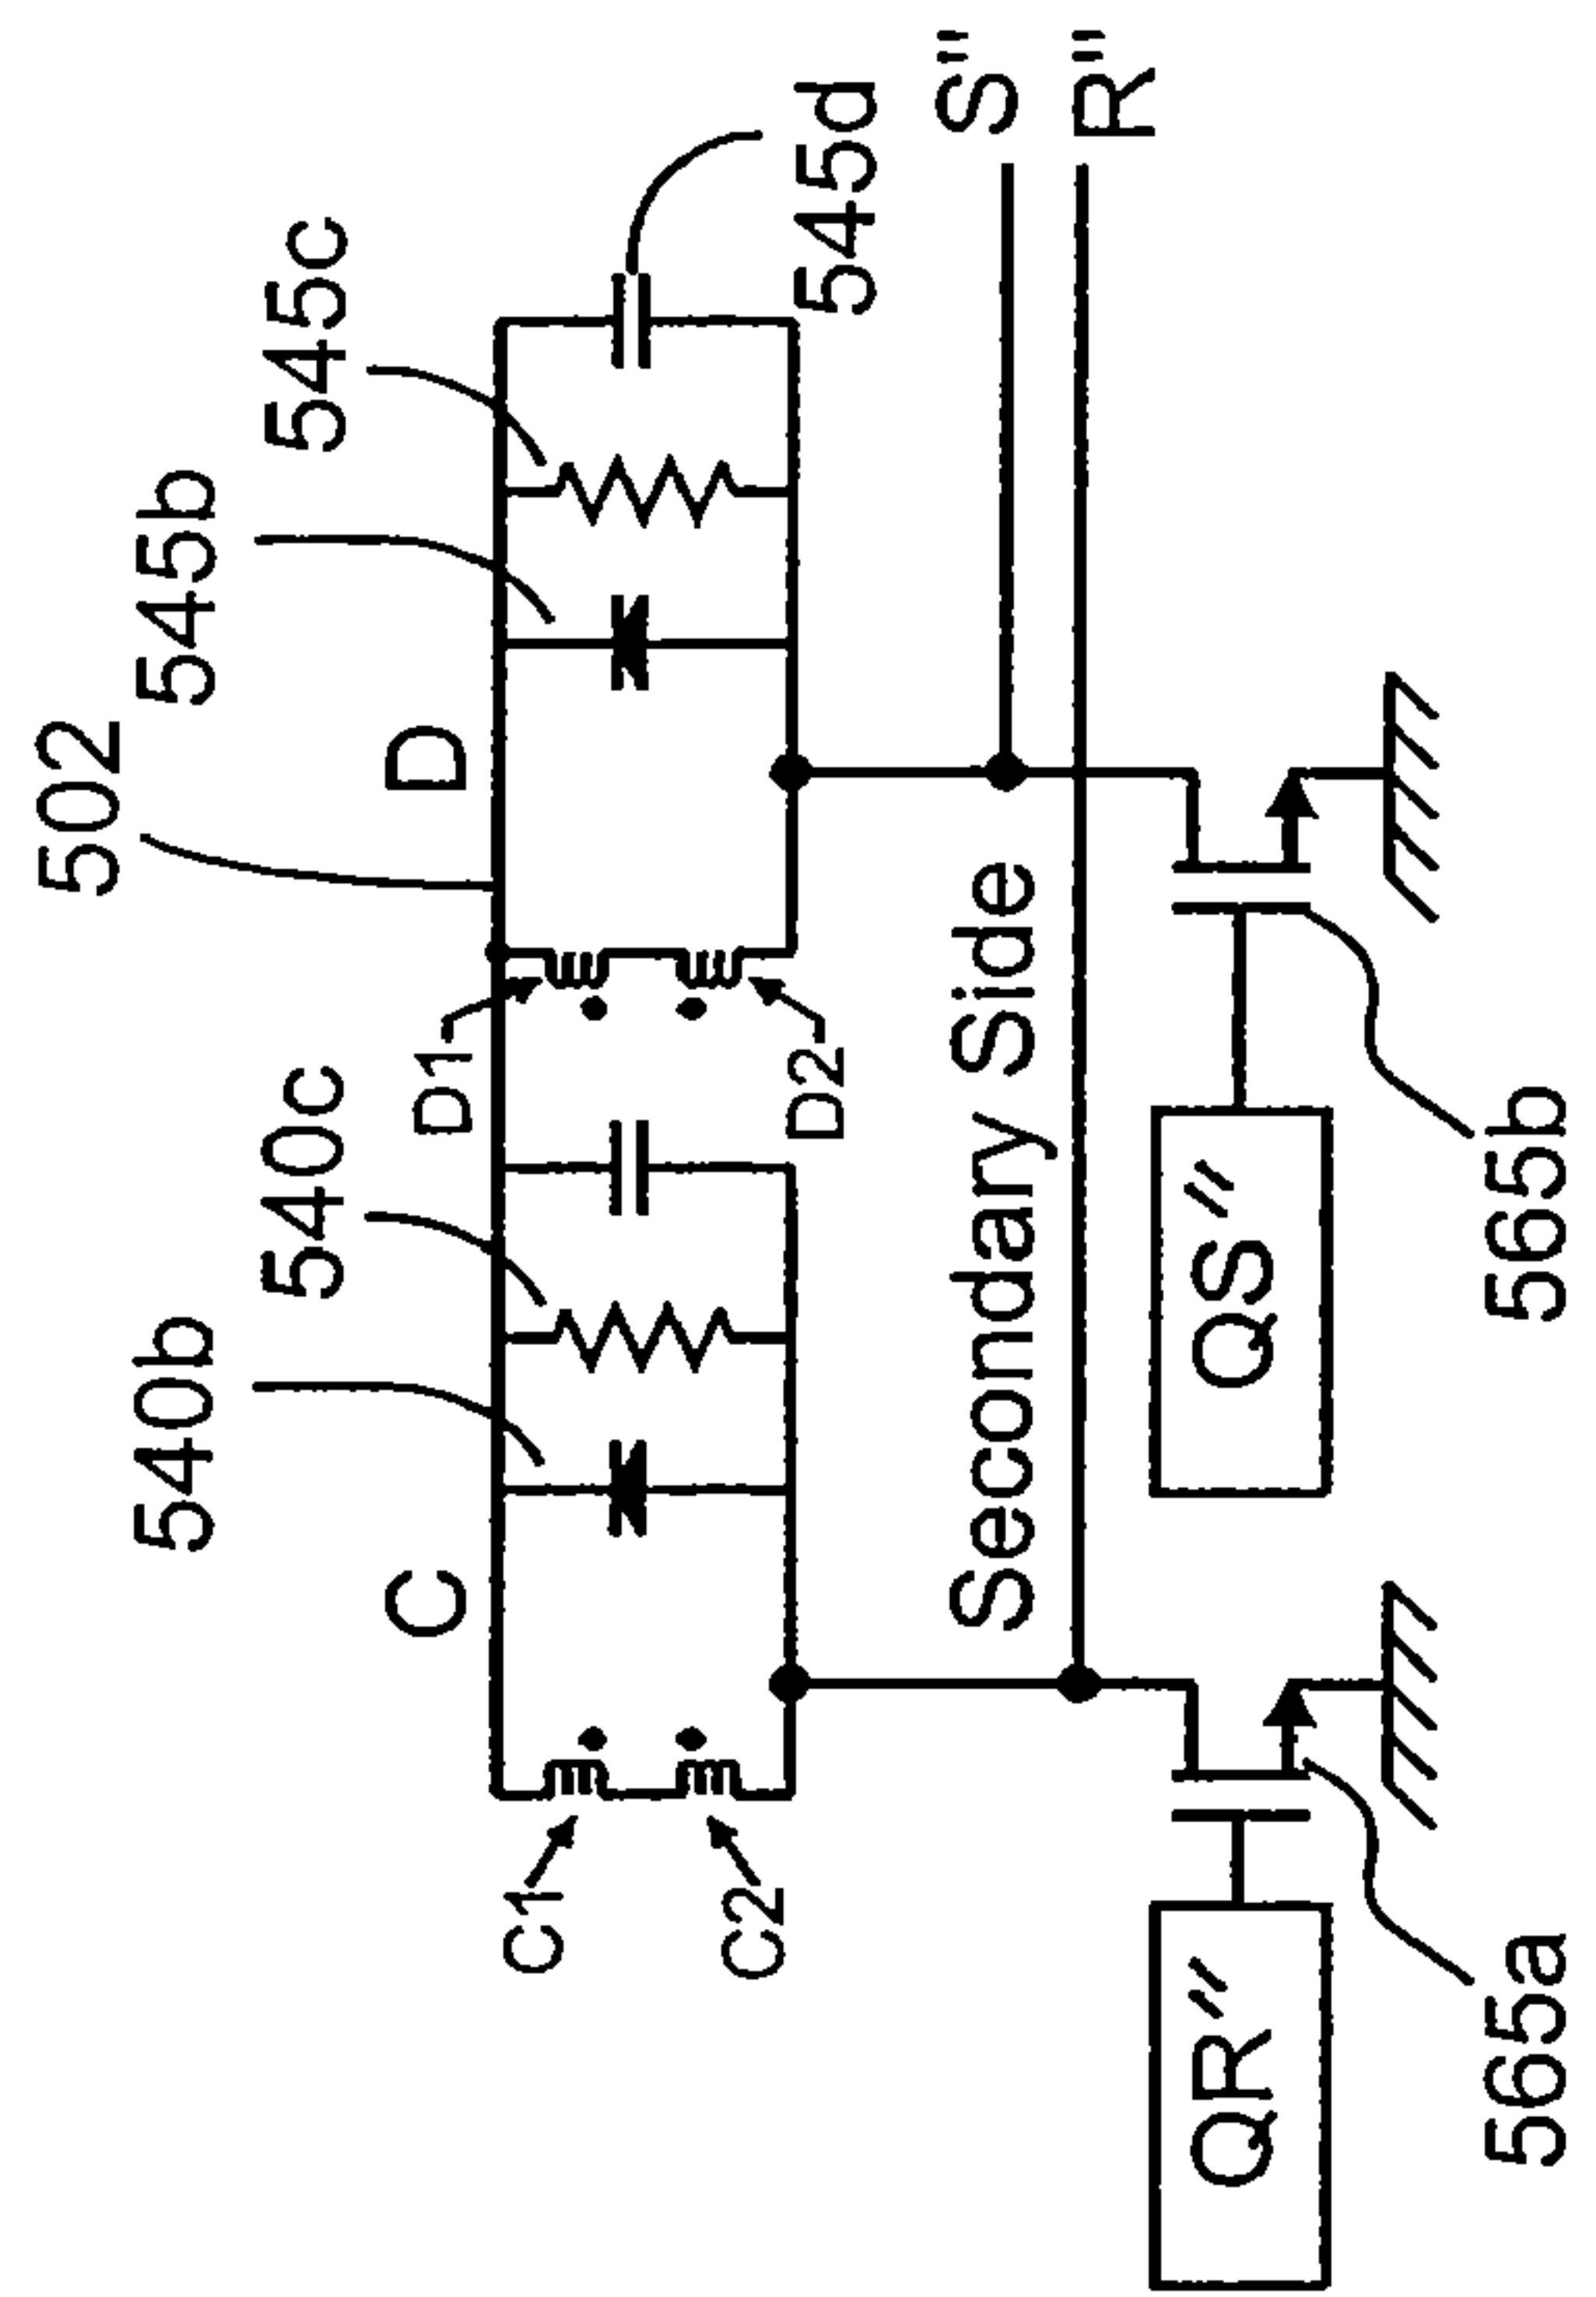 502
545b
545c
D
545d
D1
D2
540b
540c
C
C1
C2
S"
R"
Secondary Side
QS"
QR"
565b
565a